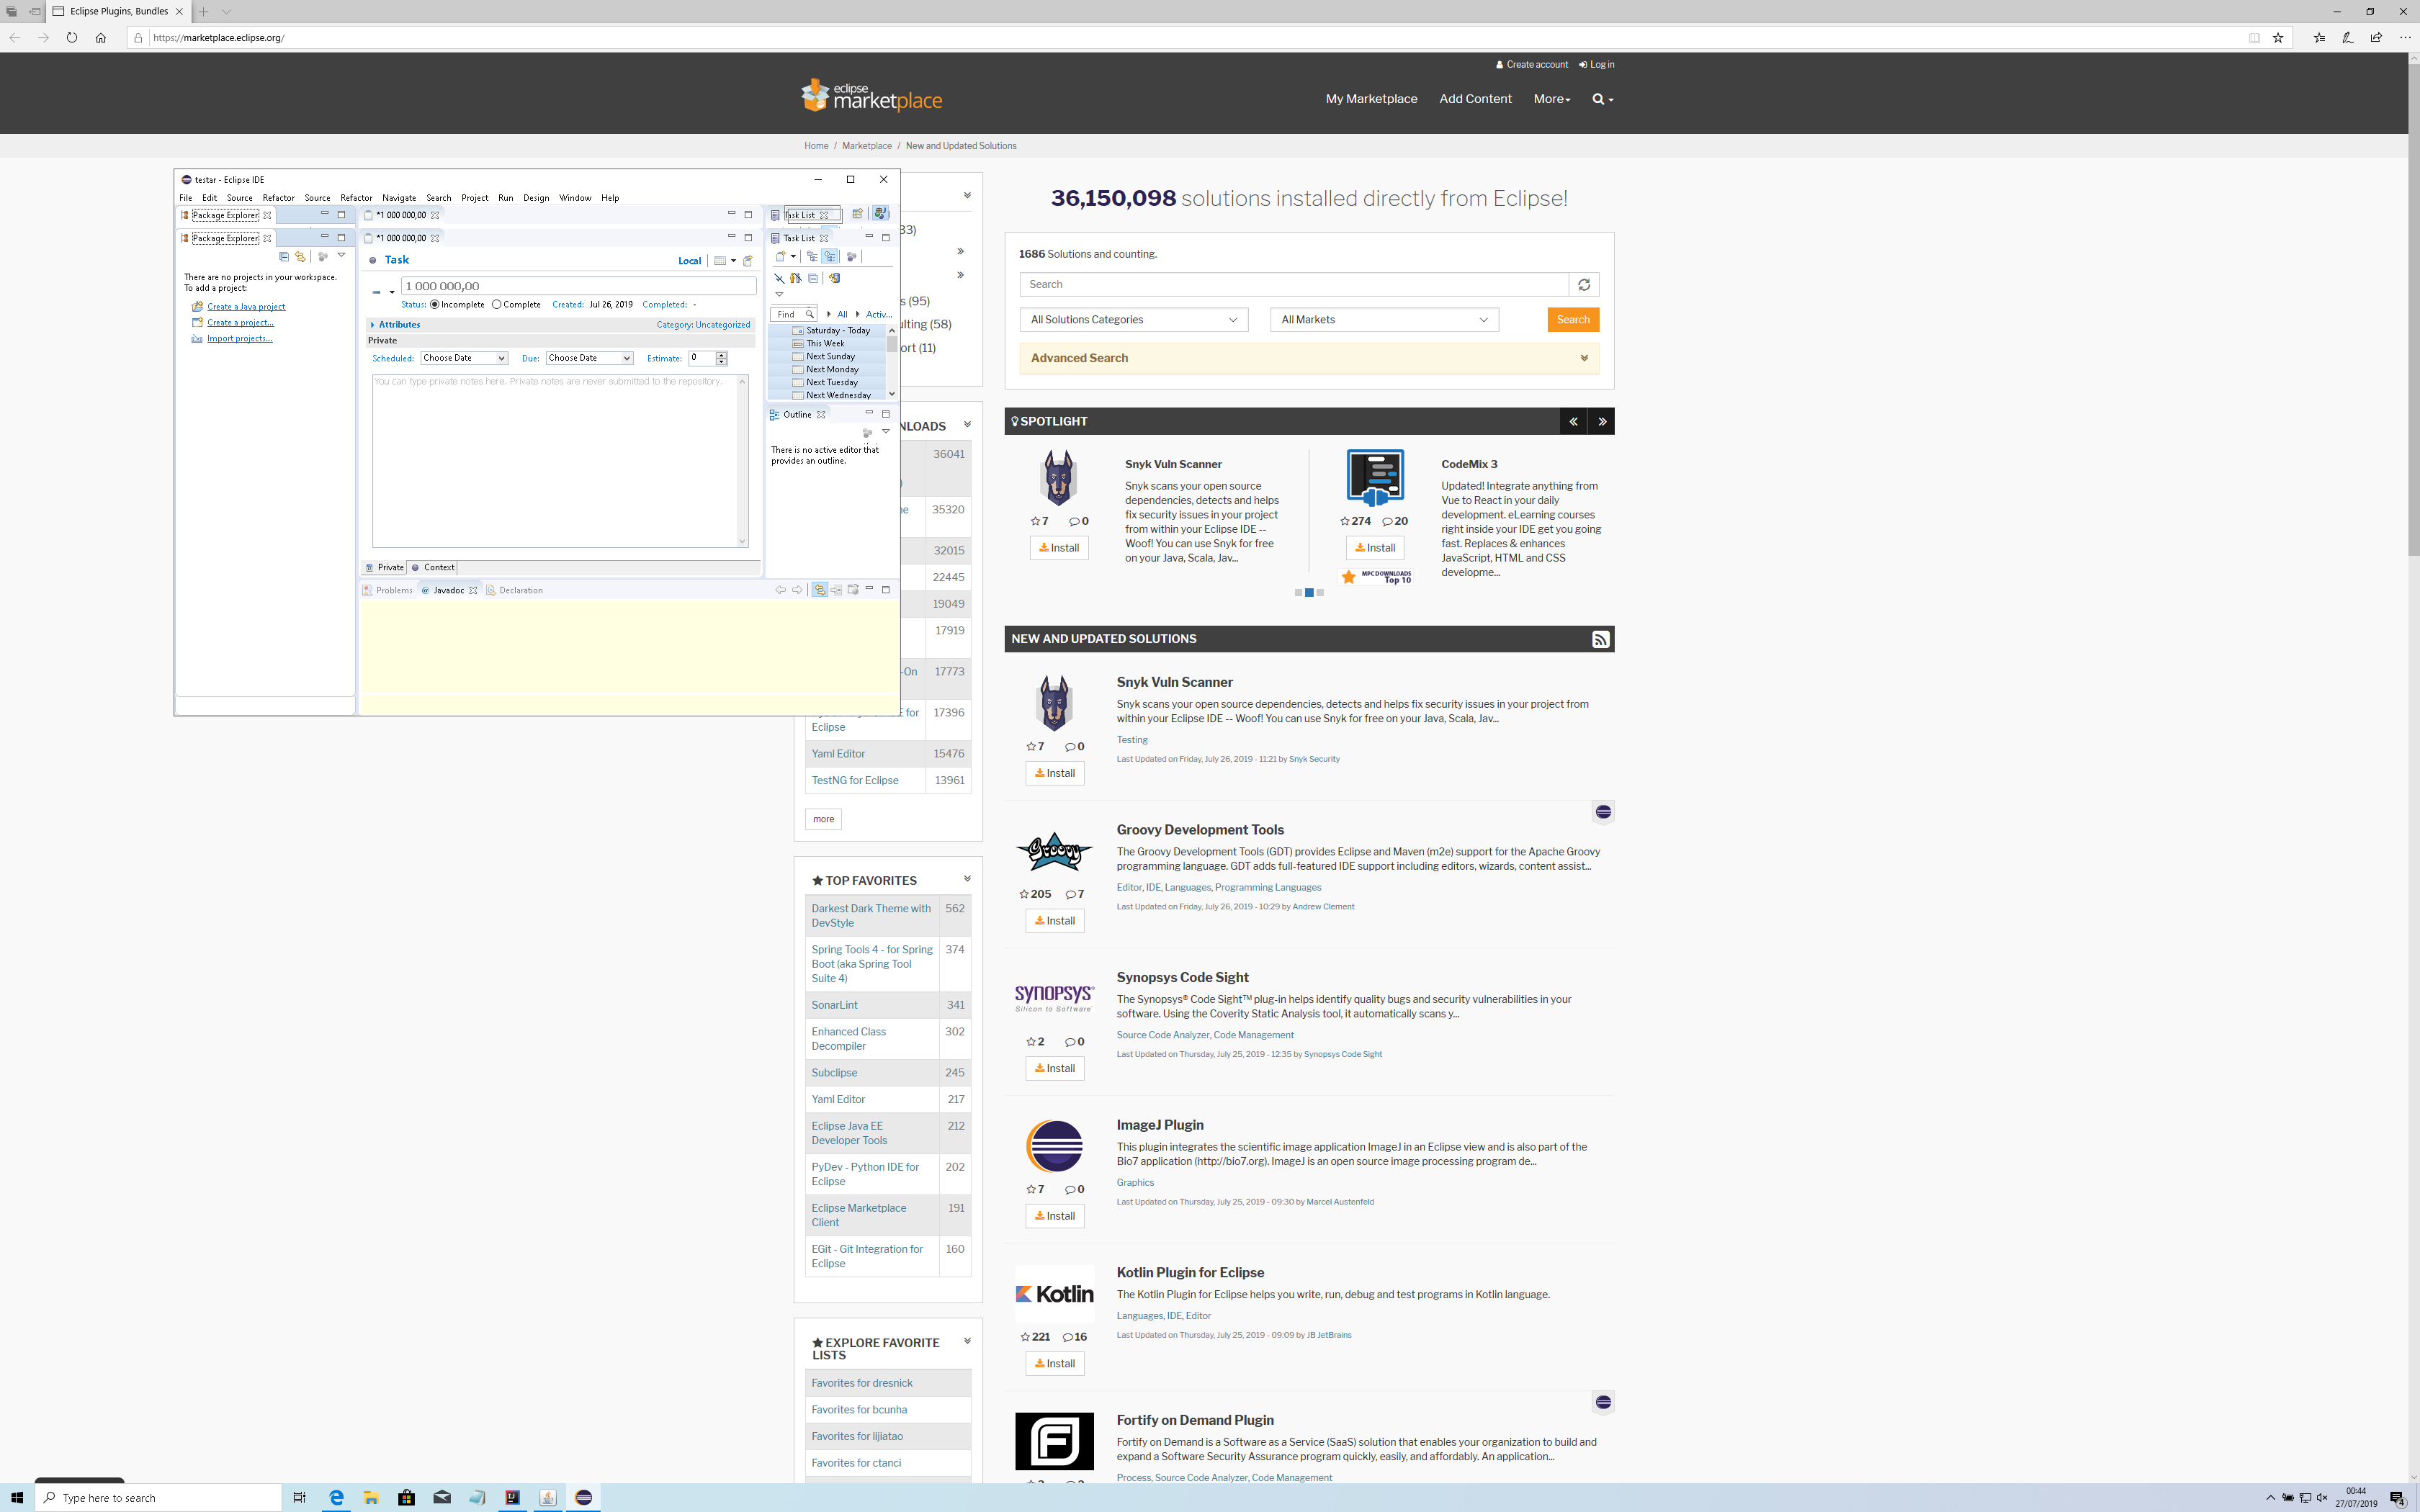 Eclipse Plugins, Bundles
https://marketplace.eclipse.org/
Create account Log in
eclipse
marketplace
My Marketplace Add Content More
Home / Marketplace / New and Updated Solutions
testar - Eclipse IDE
File Edit Source Refactor Source Refactor Navigate Search Project Run Design Window Help
Package Explorer
*1 000 000,00
Task List
Package Explorer
*1 000 000,00
Task List
There are no projects in your workspace.
To add a project:
Create a Java project
Create a project...
Import projects...
Task
Local
1 000 000,00
Status: Incomplete Complete Created: Jul 26, 2019 Completed: -
Attributes
Category: Uncategorized
Private
Scheduled: Choose Date Due: Choose Date Estimate: 0
You can type private notes here. Private notes are never submitted to the repository.
Private Context
Find All Activ...
Saturday - Today
This Week
Next Sunday
Next Monday
Next Tuesday
Next Wednesday
Outline
There is no active editor that
provides an outline.
Problems @ Javadoc Declaration
33)
s (95)
ulting (58)
ort (11)
NLOADS
36041
35320
32015
22445
19049
17919
-On 17773
E for
Eclipse 17396
Yaml Editor 15476
TestNG for Eclipse 13961
more
TOP FAVORITES
Darkest Dark Theme with
DevStyle 562
Spring Tools 4 - for Spring
Boot (aka Spring Tool
Suite 4) 374
SonarLint 341
Enhanced Class
Decompiler 302
Subclipse 245
Yaml Editor 217
Eclipse Java EE
Developer Tools 212
PyDev - Python IDE for
Eclipse 202
Eclipse Marketplace
Client 191
EGit - Git Integration for
Eclipse 160
EXPLORE FAVORITE
LISTS
Favorites for dresnick
Favorites for bcunha
Favorites for lijiatao
Favorites for ctanci
36,150,098 solutions installed directly from Eclipse!
1686 Solutions and counting.
Search
All Solutions Categories All Markets Search
Advanced Search
SPOTLIGHT
Snyk Vuln Scanner
Snyk scans your open source
dependencies, detects and helps
fix security issues in your project
from within your Eclipse IDE --
Woof! You can use Snyk for free
on your Java, Scala, Jav...
7 0
Install
CodeMix 3
Updated! Integrate anything from
Vue to React in your daily
development. eLearning courses
right inside your IDE get you going
fast. Replaces & enhances
JavaScript, HTML and CSS
developme...
274 20
Install
MPC DOWNLOADS
Top 10
NEW AND UPDATED SOLUTIONS
Snyk Vuln Scanner
Snyk scans your open source dependencies, detects and helps fix security issues in your project from
within your Eclipse IDE -- Woof! You can use Snyk for free on your Java, Scala, Jav...
Testing
Last Updated on Friday, July 26, 2019 - 11:21 by Snyk Security
7 0
Install
Groovy
Groovy Development Tools
The Groovy Development Tools (GDT) provides Eclipse and Maven (m2e) support for the Apache Groovy
programming language. GDT adds full-featured IDE support including editors, wizards, content assist...
Editor, IDE, Languages, Programming Languages
Last Updated on Friday, July 26, 2019 - 10:29 by Andrew Clement
205 7
Install
SYNOPSYS
Silicon to Software
Synopsys Code Sight
The Synopsys® Code Sight™ plug-in helps identify quality bugs and security vulnerabilities in your
software. Using the Coverity Static Analysis tool, it automatically scans y...
Source Code Analyzer, Code Management
Last Updated on Thursday, July 25, 2019 - 12:35 by Synopsys Code Sight
2 0
Install
ImageJ Plugin
This plugin integrates the scientific image application ImageJ in an Eclipse view and is also part of the
Bio7 application (http://bio7.org). ImageJ is an open source image processing program de...
Graphics
Last Updated on Thursday, July 25, 2019 - 09:30 by Marcel Austenfeld
7 0
Install
Kotlin
Kotlin Plugin for Eclipse
The Kotlin Plugin for Eclipse helps you write, run, debug and test programs in Kotlin language.
Languages, IDE, Editor
Last Updated on Thursday, July 25, 2019 - 09:09 by JB JetBrains
221 16
Install
Fortify on Demand Plugin
Fortify on Demand is a Software as a Service (SaaS) solution that enables your organization to build and
expand a Software Security Assurance program quickly, easily, and affordably. An application...
Process, Source Code Analyzer, Code Management
Type here to search
00:44
27/07/2019
4